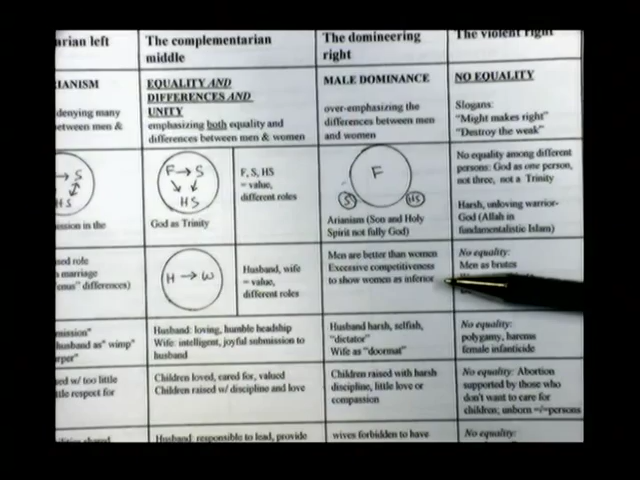 arian left
The complementarian
middle
The domineering
right
The violent right
IANISM
denying many
between men &
EQUALITY AND
DIFFERENCES AND
UNITY
emphasizing both equality and
differences between men & women
MALE DOMINANCE
over-emphasizing the
differences between men
and women
NO EQUALITY
Slogans:
"Might makes right"
"Destroy the weak"
S
HS
ession in the
F → S
HS
God as Trinity
F, S, HS
= value,
different roles
F
S
HS
Arianism (Son and Holy
Spirit not fully God)
No equality among different
persons: God as one person,
not three, not a Trinity
Harsh, unloving warrior-
God (Allah in
fundamentalistic Islam)
sed role
n marriage
enus" differences)
H → W
Husband, wife
= value,
different roles
Men are better than women
Excessive competitiveness
to show women as inferior
No equality:
Men as brutes
mission"
husband as "wimp"
rper"
Husband: loving, humble headship
Wife: intelligent, joyful submission to
husband
Husband harsh, selfish,
"dictator"
Wife as "doormat"
No equality:
polygamy, harems
female infanticide
ed w/ too little
ttle respect for
Children loved, cared for, valued
Children raised w/ discipline and love
Children raised with harsh
discipline, little love or
compassion
No equality: Abortion
supported by those who
don't want to care for
children; unborn =/=persons
Husband: responsible to lead, provide
wives forbidden to have
No equality: